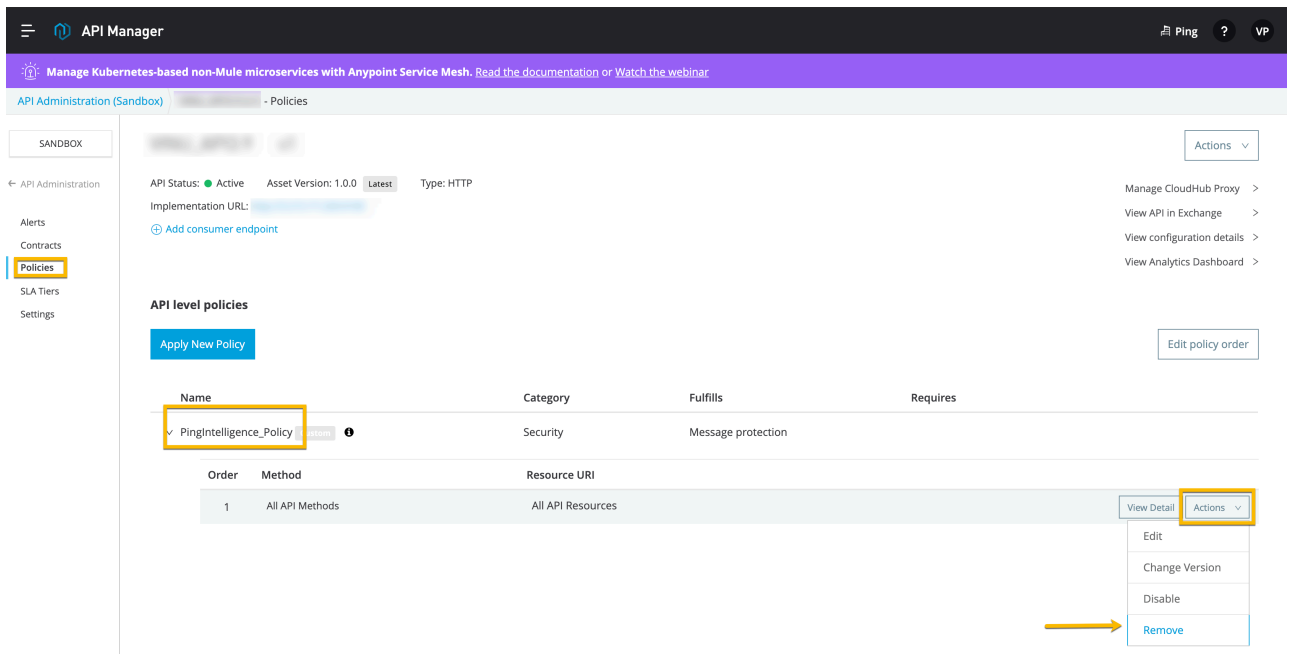 API Manager
Ping
?
VP
Manage Kubernetes-based non-Mule microservices with Anypoint Service Mesh. Read the documentation or Watch the webinar
API Administration (Sandbox)
- Policies
SANDBOX
Actions
← API Administration
API Status: Active Asset Version: 1.0.0 Latest Type: HTTP
Manage CloudHub Proxy >
Implementation URL:
View API in Exchange >
Alerts
Add consumer endpoint
Contracts
View configuration details >
Policies
View Analytics Dashboard >
SLA Tiers
Settings
API level policies
Apply New Policy
Edit policy order
Name Category Fulfills Requires
PingIntelligence_Policy Custom Security Message protection
Order Method Resource URI
1 All API Methods All API Resources
View Detail Actions
Edit
Change Version
Disable
Remove